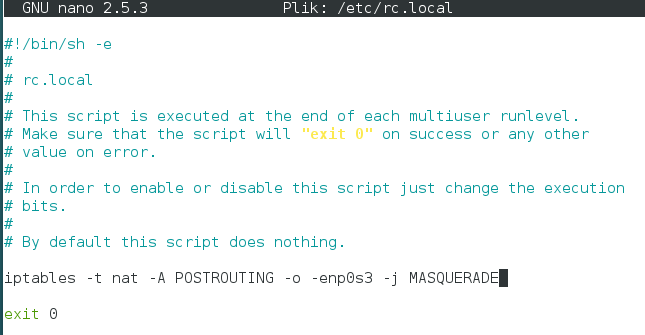 GNU nano 2.5.3 Plik: /etc/rc.local
#!/bin/sh -e
#
# rc.local
#
# This script is executed at the end of each multiuser runlevel.
# Make sure that the script will "exit 0" on success or any other
# value on error.
#
# In order to enable or disable this script just change the execution
# bits.
#
# By default this script does nothing.
iptables -t nat -A POSTROUTING -o -enp0s3 -j MASQUERADE
exit 0